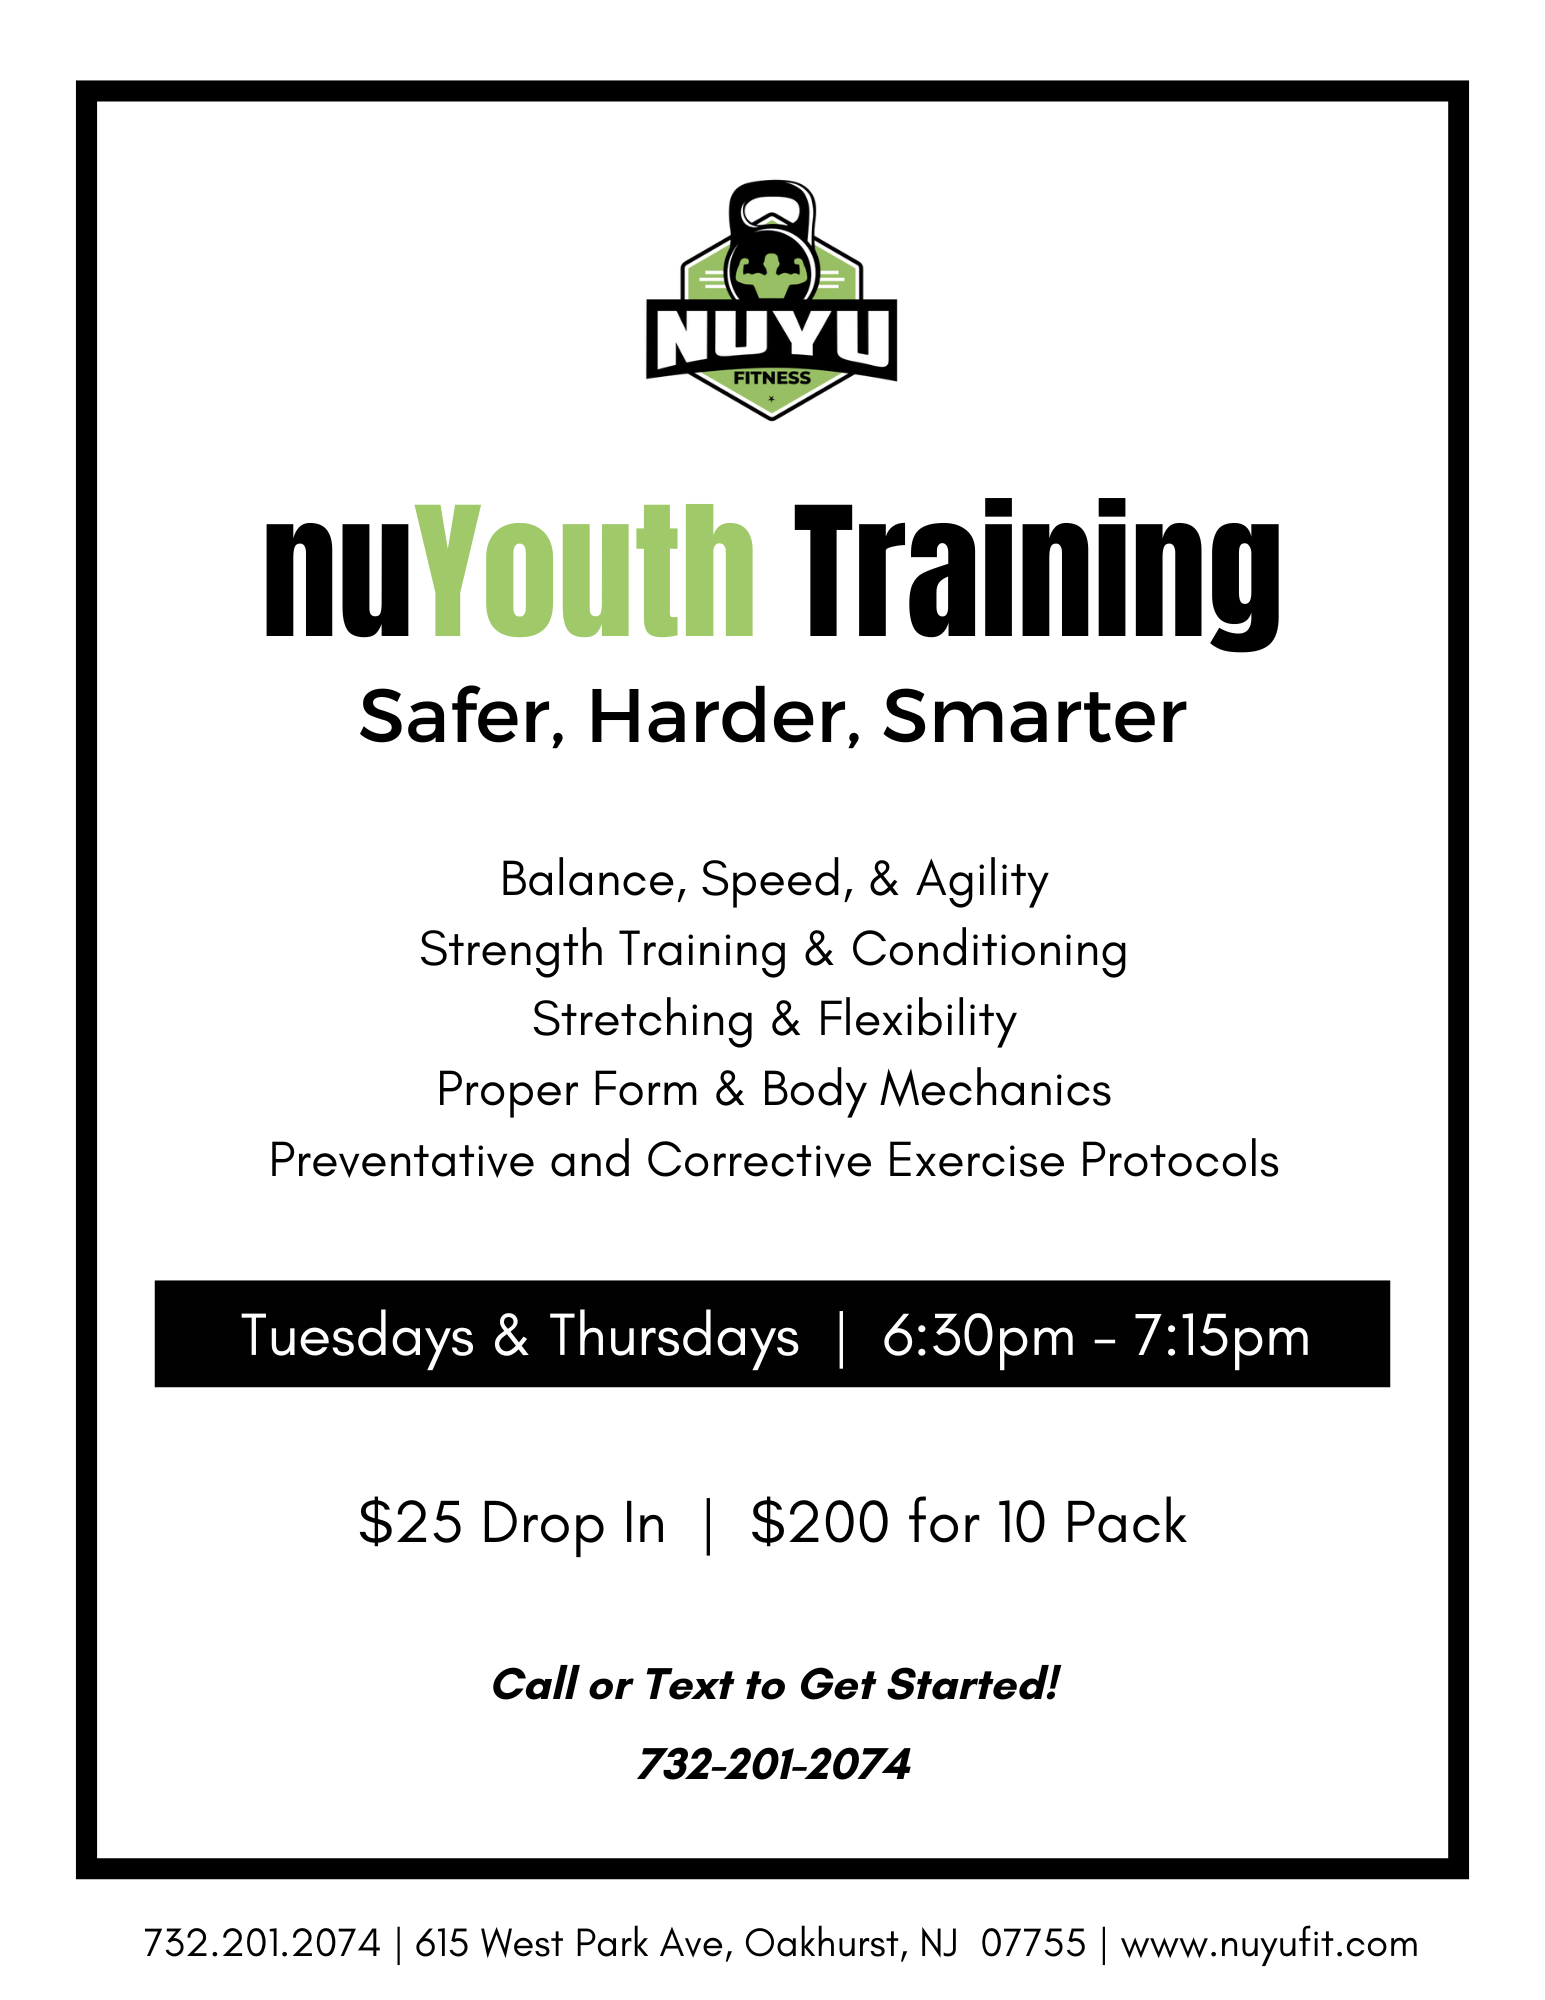 NUYU
FITNESS
nuYouth Training
Safer, Harder, Smarter
Balance, Speed, & Agility
Strength Training & Conditioning
Stretching & Flexibility
Proper Form & Body Mechanics
Preventative and Corrective Exercise Protocols
Tuesdays & Thursdays | 6:30pm - 7:15pm
$25 Drop In | $200 for 10 Pack
Call or Text to Get Started!
732-201-2074
732.201.2074 | 615 West Park Ave, Oakhurst, NJ 07755 | www.nuyufit.com